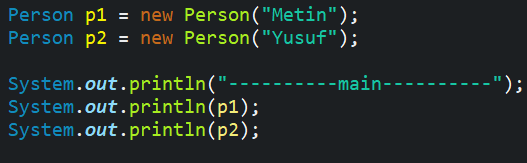 Person p1 = new Person("Metin");
Person p2 = new Person("Yusuf");
System.out.println("----------main----------");
System.out.println(p1);
System.out.println(p2);